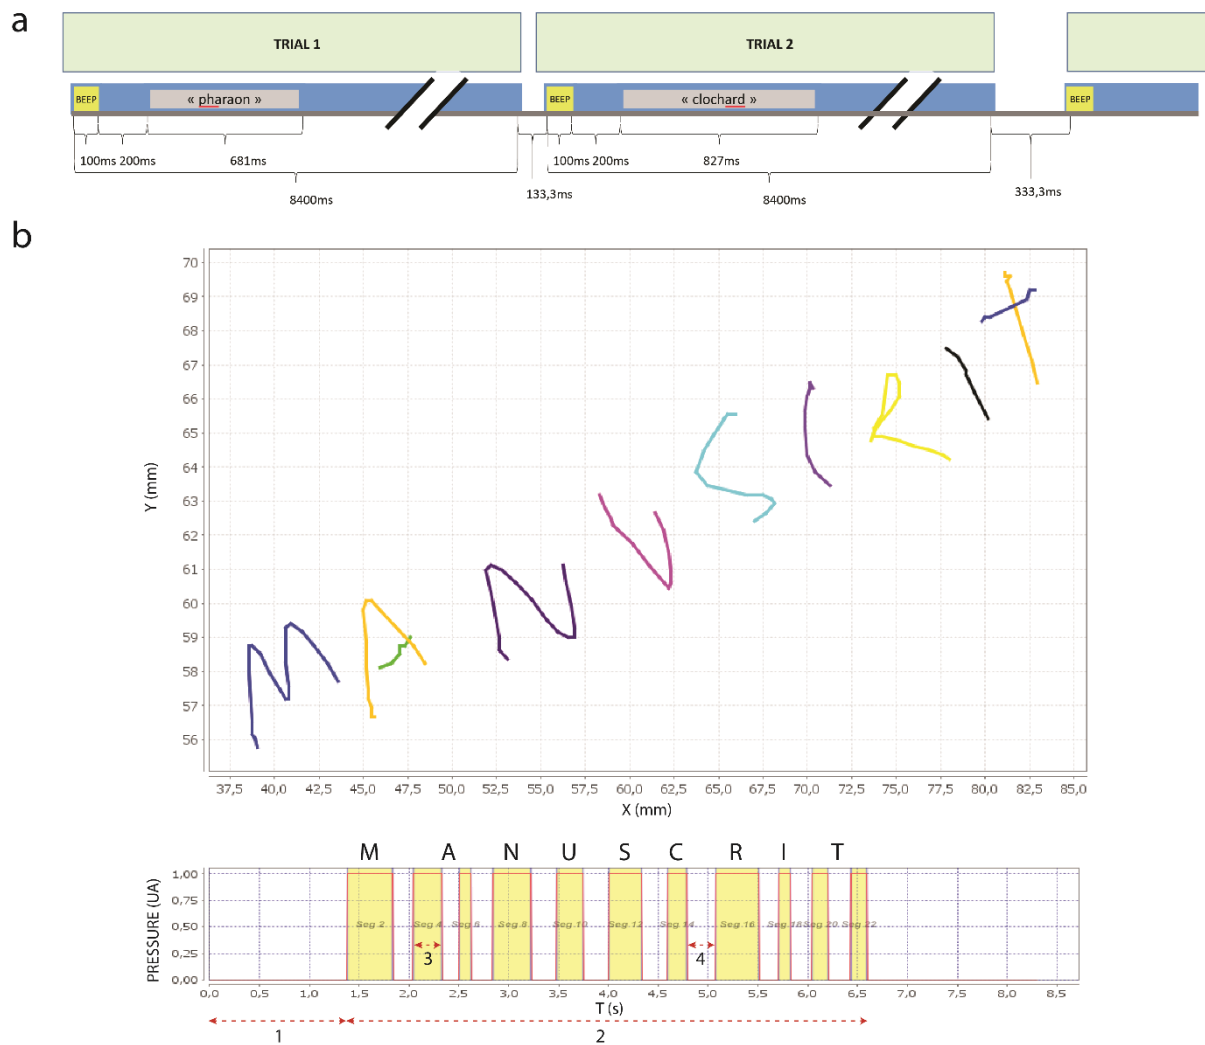 a
TRIAL 1 TRIAL 2
BEEP « pharaon » BEEP « clochard » BEEP
100ms 200ms 681ms 100ms 200ms 827ms
133,3ms 333,3ms
8400ms 8400ms
b
70
69
68
67
66
65
64
63
62
61
60
59
58
57
56
Y (mm)
37,5 40,0 42,5 45,0 47,5 50,0 52,5 55,0 57,5 60,0 62,5 65,0 67,5 70,0 72,5 75,0 77,5 80,0 82,5 85,0
X (mm)
M A N U S C R I T
1,00
0,75
0,50
0,25
0,00
PRESSURE (UA)
Seg 2 Seg 4 Seg 6 Seg 8 Seg 10 Seg 12 Seg 14 Seg 16 Seg 18 Seg 20 Seg 22
3 4
0,0 0,5 1,0 1,5 2,0 2,5 3,0 3,5 4,0 4,5 5,0 5,5 6,0 6,5 7,0 7,5 8,0 8,5
T (s)
1 2